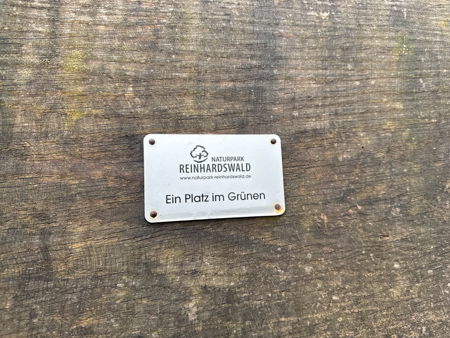 NATURPARK
REINHARDSWALD
www.naturpark-reinhardswald.de
Ein Platz im Grünen